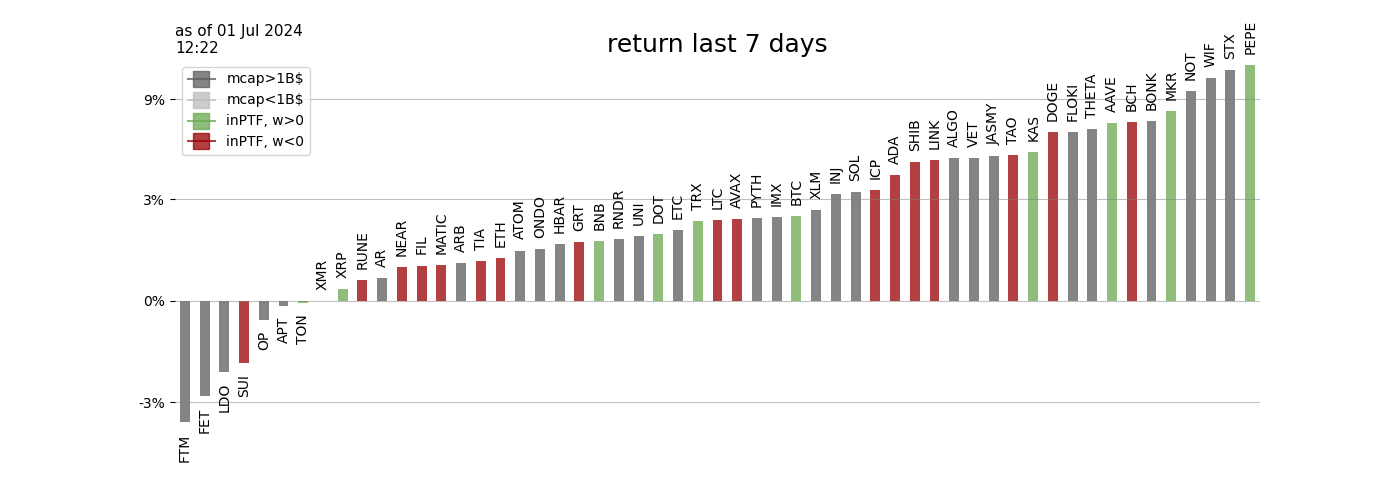 as of 01 Jul 2024
12:22
return last 7 days
mcap>1B$
mcap<1B$
inPTF, w>0
inPTF, w<0
9%
3%
0%
-3%
FTM
FET
LDO
SUI
OP
APT
TON
XMR
XRP
RUNE
AR
NEAR
FIL
MATIC
ARB
TIA
ETH
ATOM
ONDO
HBAR
GRT
BNB
RNDR
UNI
DOT
ETC
TRX
LTC
AVAX
PYTH
IMX
BTC
XLM
INJ
SOL
ICP
ADA
SHIB
LINK
ALGO
VET
JASMY
TAO
KAS
DOGE
FLOKI
THETA
AAVE
BCH
BONK
MKR
NOT
WIF
STX
PEPE